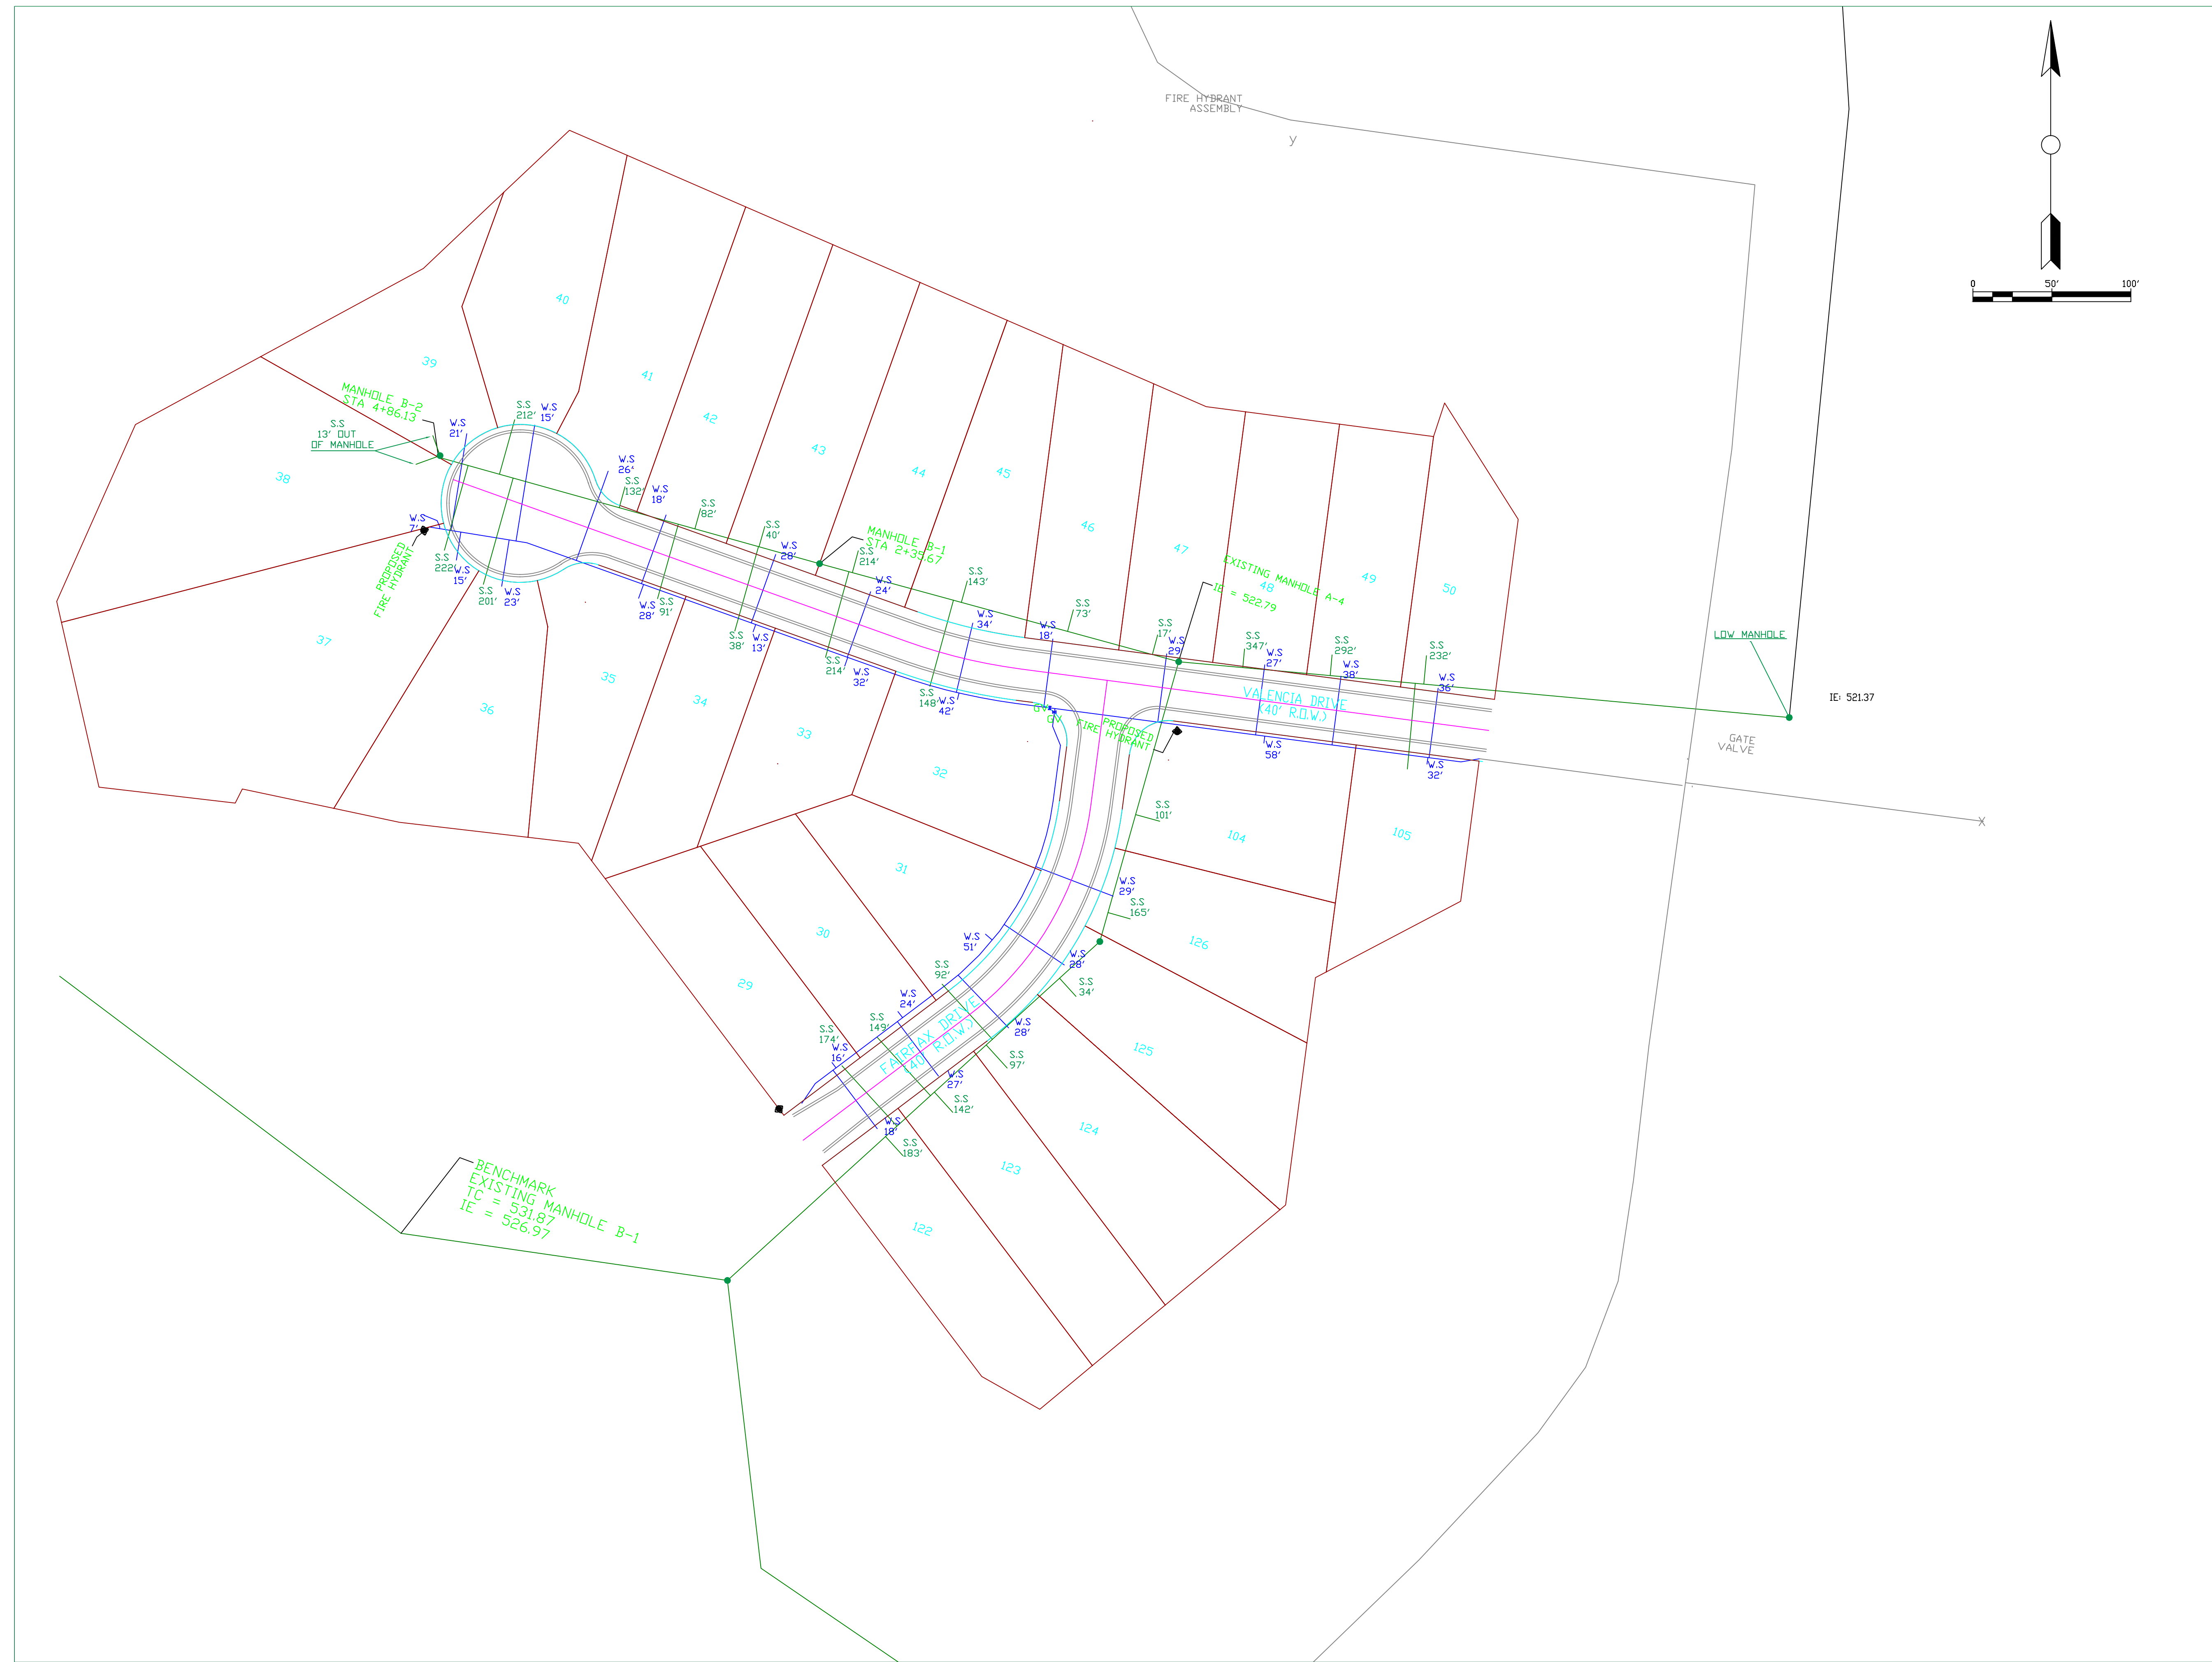 FIRE HYDRANT
ASSEMBLY
y
0 50' 100'
40
39
41
42
43
44
45
46
47
48
49
50
38
37
36
35
34
33
32
31
30
29
104
105
126
125
124
123
122
MANHOLE B-2
STA 4+86.13
S.S
13' OUT
OF MANHOLE
W.S
21'
S.S
212'
W.S
15'
W.S
26'
S.S
132'
W.S
18'
S.S
82'
S.S
40'
W.S
28'
MANHOLE B-1
STA 2+35.67
S.S
214'
W.S
24'
S.S
143'
W.S
34'
S.S
73'
W.S
18'
S.S
17'
W.S
29'
EXISTING MANHOLE A-4
IE = 522.79
S.S
347'
W.S
27'
S.S
292'
W.S
38'
S.S
232'
W.S
36'
LOW MANHOLE
IE: 521.37
W.S
7'
PROPOSED
FIRE HYDRANT
S.S
222'
W.S
15'
S.S
201'
W.S
23'
W.S
28'
S.S
91'
S.S
38'
W.S
13'
S.S
214'
W.S
32'
S.S
148'
W.S
42'
GV
GV
PROPOSED
FIRE HYDRANT
VALENCIA DRIVE
(40' R.O.W.)
W.S
58'
W.S
32'
GATE
VALVE
X
S.S
101'
W.S
29'
S.S
165'
W.S
51'
W.S
28'
S.S
92'
S.S
34'
W.S
24'
S.S
149'
W.S
28'
S.S
174'
W.S
16'
FAIRFAX DRIVE
(40' R.O.W.)
S.S
97'
W.S
27'
S.S
142'
W.S
18'
S.S
183'
BENCHMARK
EXISTING MANHOLE B-1
TC = 531.87
IE = 526.97